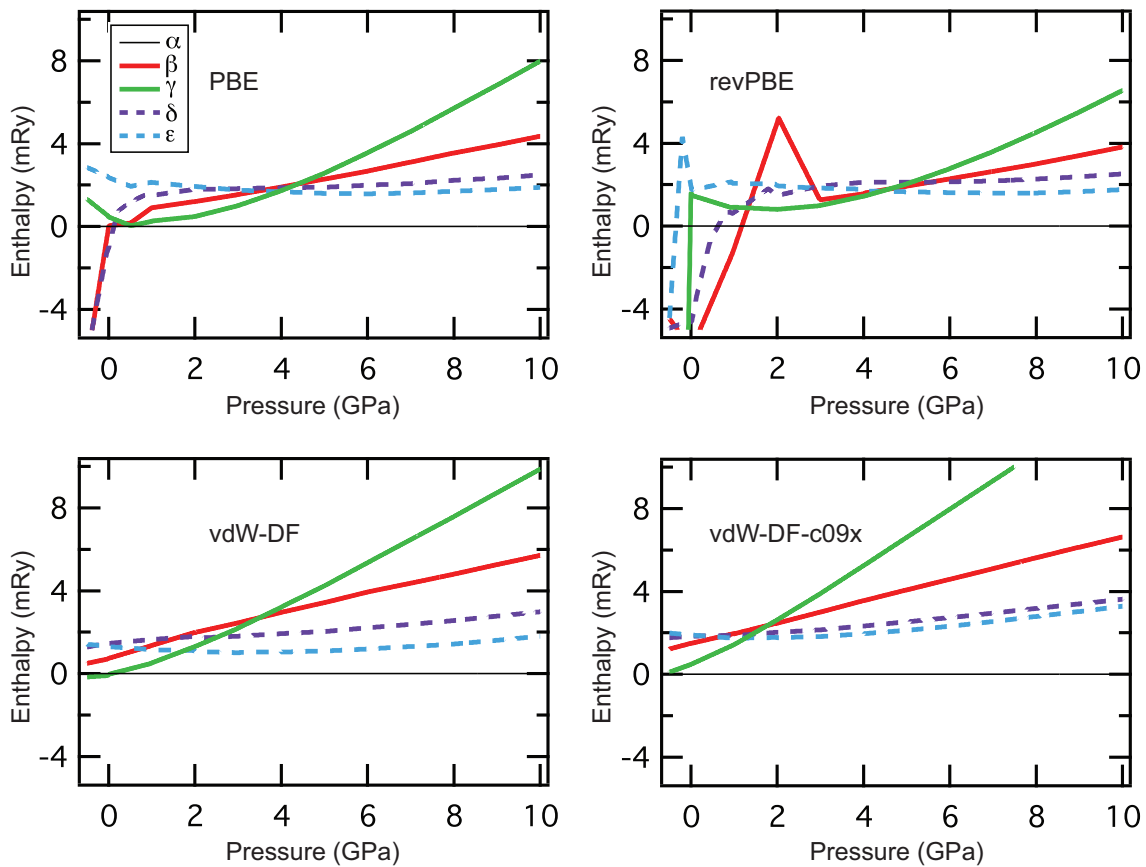 PBE
α
β
γ
δ
ε
8
4
0
-4
Enthalpy (mRy)
0 2 4 6 8 10
Pressure (GPa)
revPBE
8
4
0
-4
Enthalpy (mRy)
0 2 4 6 8 10
Pressure (GPa)
vdW-DF
8
4
0
-4
Enthalpy (mRy)
0 2 4 6 8 10
Pressure (GPa)
vdW-DF-c09x
8
4
0
-4
Enthalpy (mRy)
0 2 4 6 8 10
Pressure (GPa)